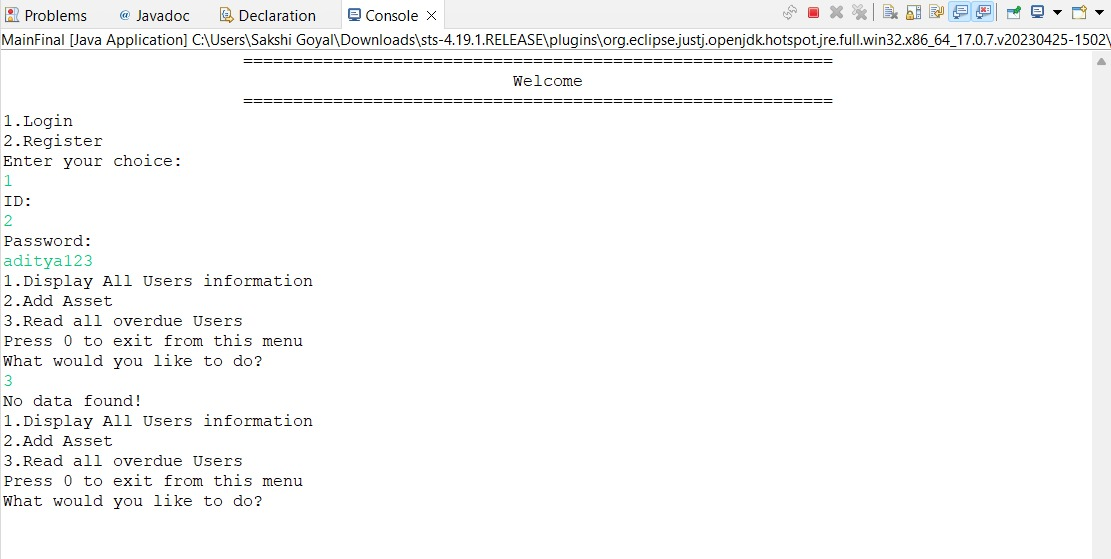 Problems @ Javadoc Declaration Console
MainFinal [Java Application] C:\Users\Sakshi Goyal\Downloads\sts-4.19.1.RELEASE\plugins\org.eclipse.justj.openjdk.hotspot.jre.full.win32.x86_64_17.0.7.v20230425-1502\
===========================================================
Welcome
===========================================================
1.Login
2.Register
Enter your choice:
1
ID:
2
Password:
aditya123
1.Display All Users information
2.Add Asset
3.Read all overdue Users
Press 0 to exit from this menu
What would you like to do?
3
No data found!
1.Display All Users information
2.Add Asset
3.Read all overdue Users
Press 0 to exit from this menu
What would you like to do?